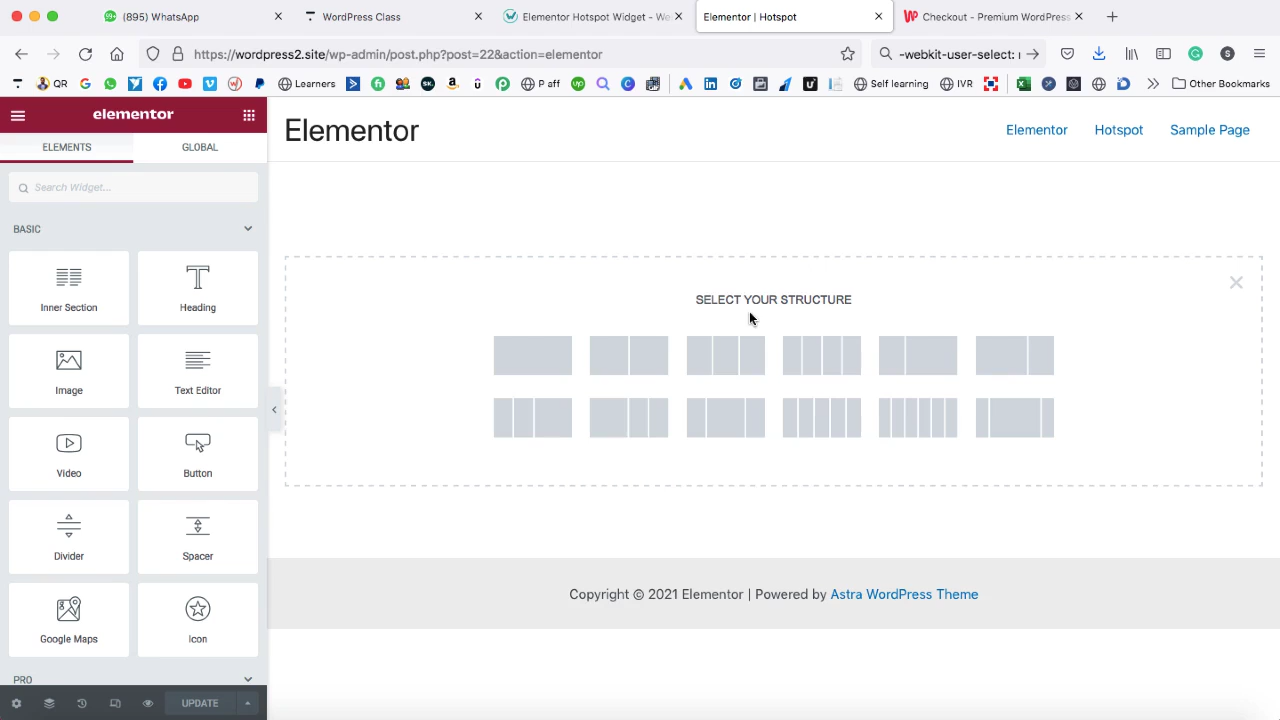 (895) WhatsApp
WordPress Class
Elementor Hotspot Widget - We
Elementor | Hotspot
Checkout - Premium WordPress
https://wordpress2.site/wp-admin/post.php?post=22&action=elementor
-webkit-user-select:
QR
Learners
P aff
Self learning
IVR
Other Bookmarks
elementor
ELEMENTS
GLOBAL
Search Widget...
BASIC
Inner Section
Heading
Image
Text Editor
Video
Button
Divider
Spacer
Google Maps
Icon
PRO
UPDATE
Elementor
Elementor
Hotspot
Sample Page
SELECT YOUR STRUCTURE
Copyright © 2021 Elementor | Powered by Astra WordPress Theme